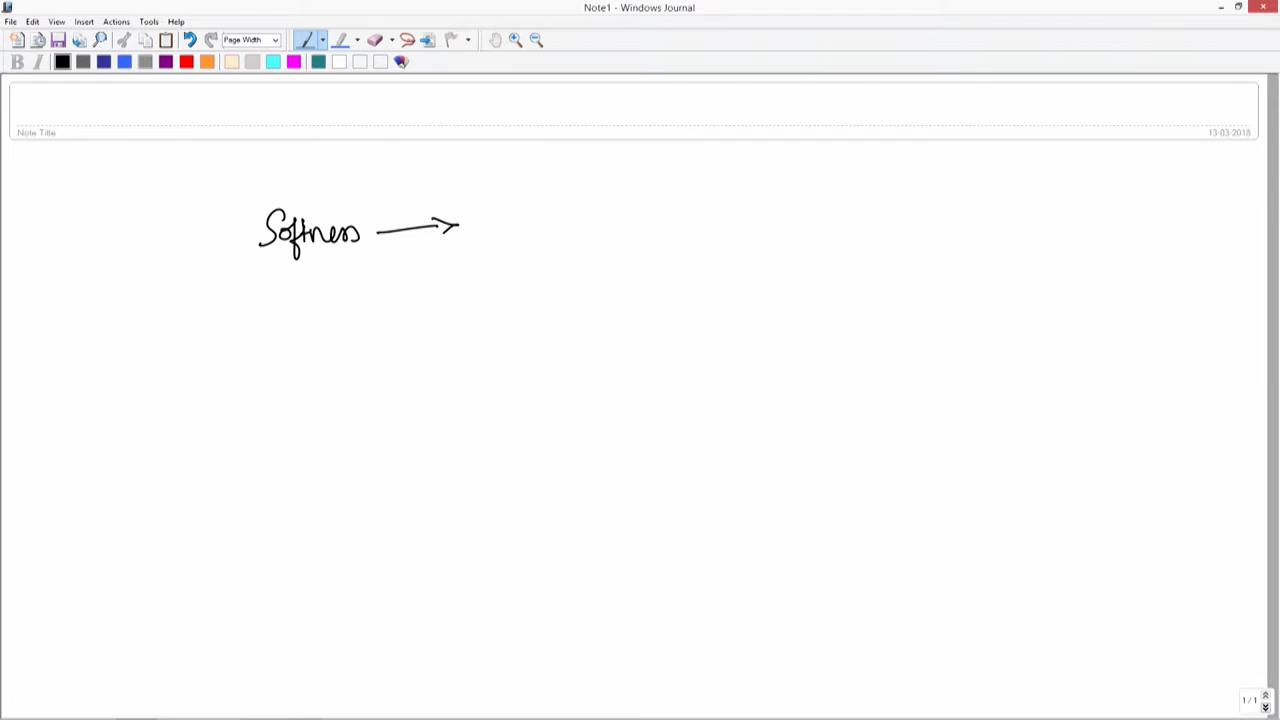 Note1 - Windows Journal
File Edit View Insert Actions Tools Help
Page Width
B I
Note Title
13-03-2018
Softness
1/1